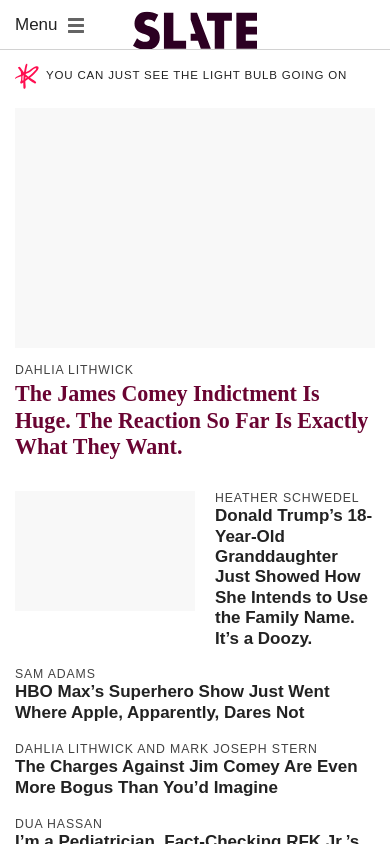 Menu
SLATE
YOU CAN JUST SEE THE LIGHT BULB GOING ON
DAHLIA LITHWICK
The James Comey Indictment Is
Huge. The Reaction So Far Is Exactly
What They Want.
HEATHER SCHWEDEL
Donald Trump’s 18-
Year-Old
Granddaughter
Just Showed How
She Intends to Use
the Family Name.
It’s a Doozy.
SAM ADAMS
HBO Max’s Superhero Show Just Went
Where Apple, Apparently, Dares Not
DAHLIA LITHWICK AND MARK JOSEPH STERN
The Charges Against Jim Comey Are Even
More Bogus Than You’d Imagine
DUA HASSAN
I’m a Pediatrician, Fact-Checking RFK Jr.’s